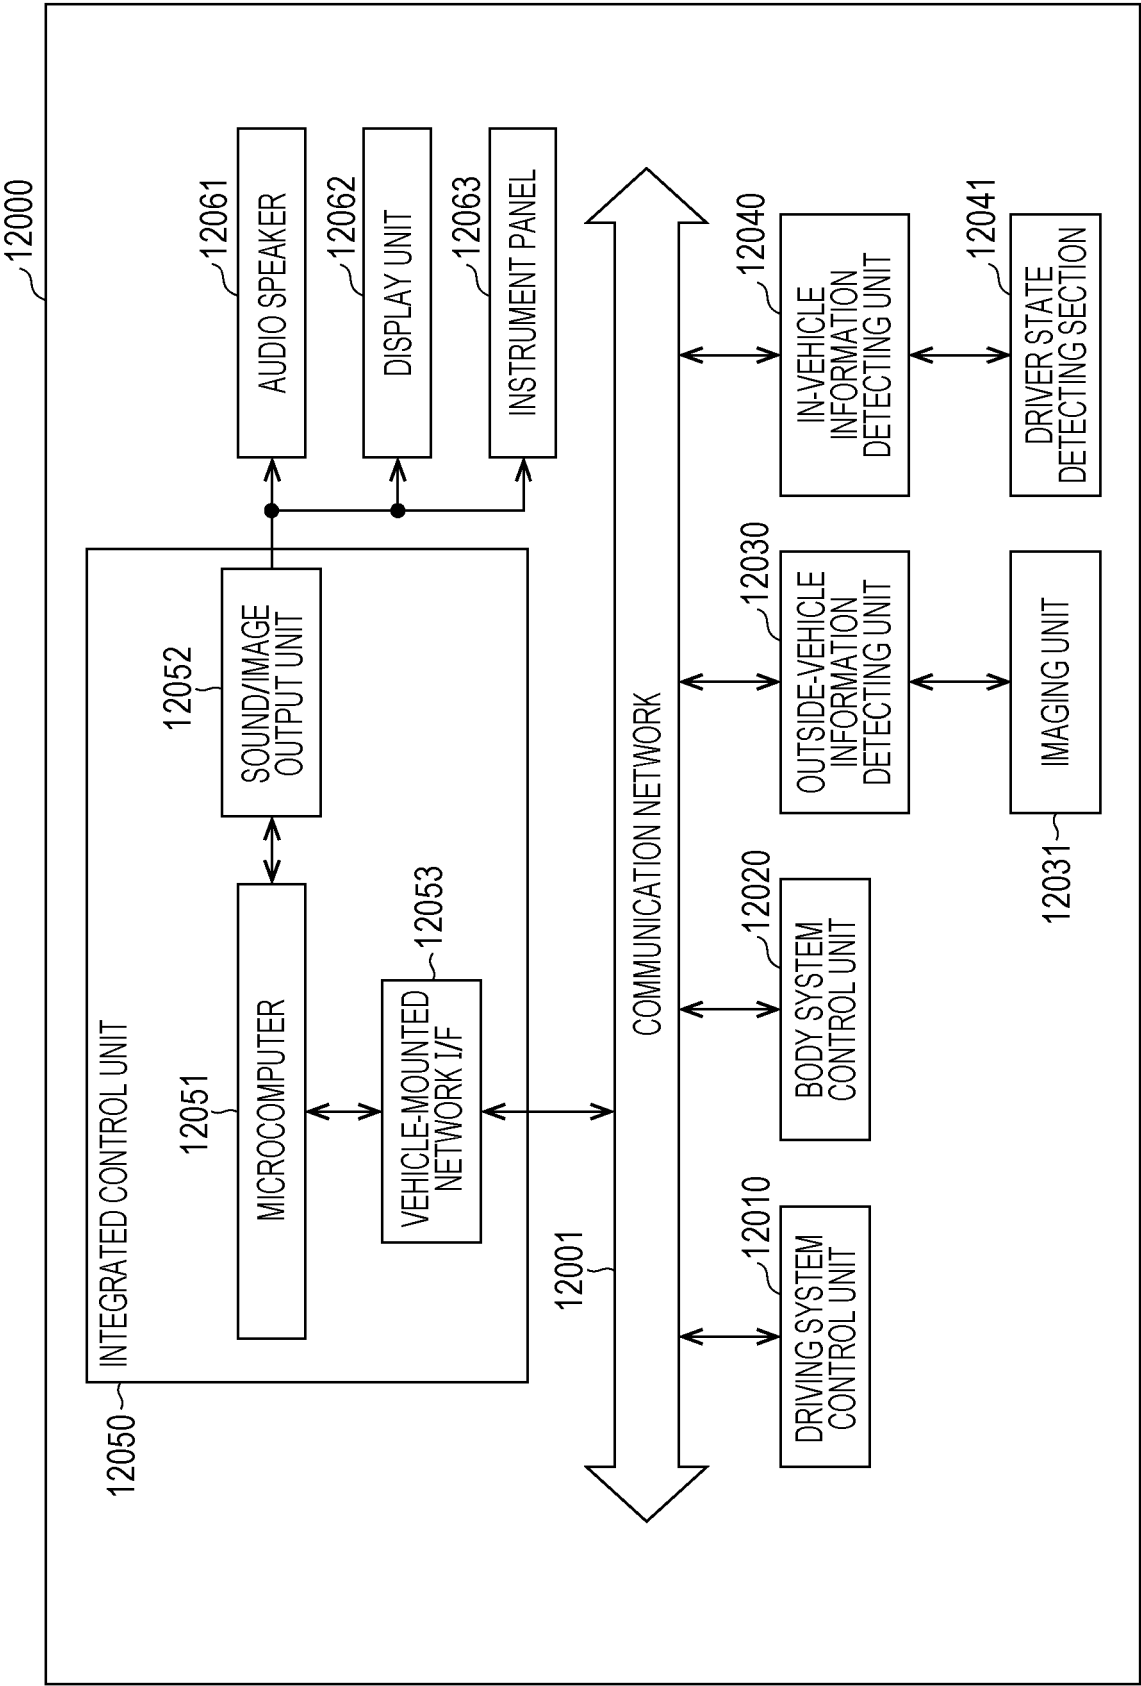 12000
12050
INTEGRATED CONTROL UNIT
12051
MICROCOMPUTER
12052
SOUND/IMAGE
OUTPUT UNIT
12053
VEHICLE-MOUNTED
NETWORK I/F
12061
AUDIO SPEAKER
12062
DISPLAY UNIT
12063
INSTRUMENT PANEL
12001
COMMUNICATION NETWORK
12010
DRIVING SYSTEM
CONTROL UNIT
12020
BODY SYSTEM
CONTROL UNIT
12030
OUTSIDE-VEHICLE
INFORMATION
DETECTING UNIT
12040
IN-VEHICLE
INFORMATION
DETECTING UNIT
12031
IMAGING UNIT
12041
DRIVER STATE
DETECTING SECTION